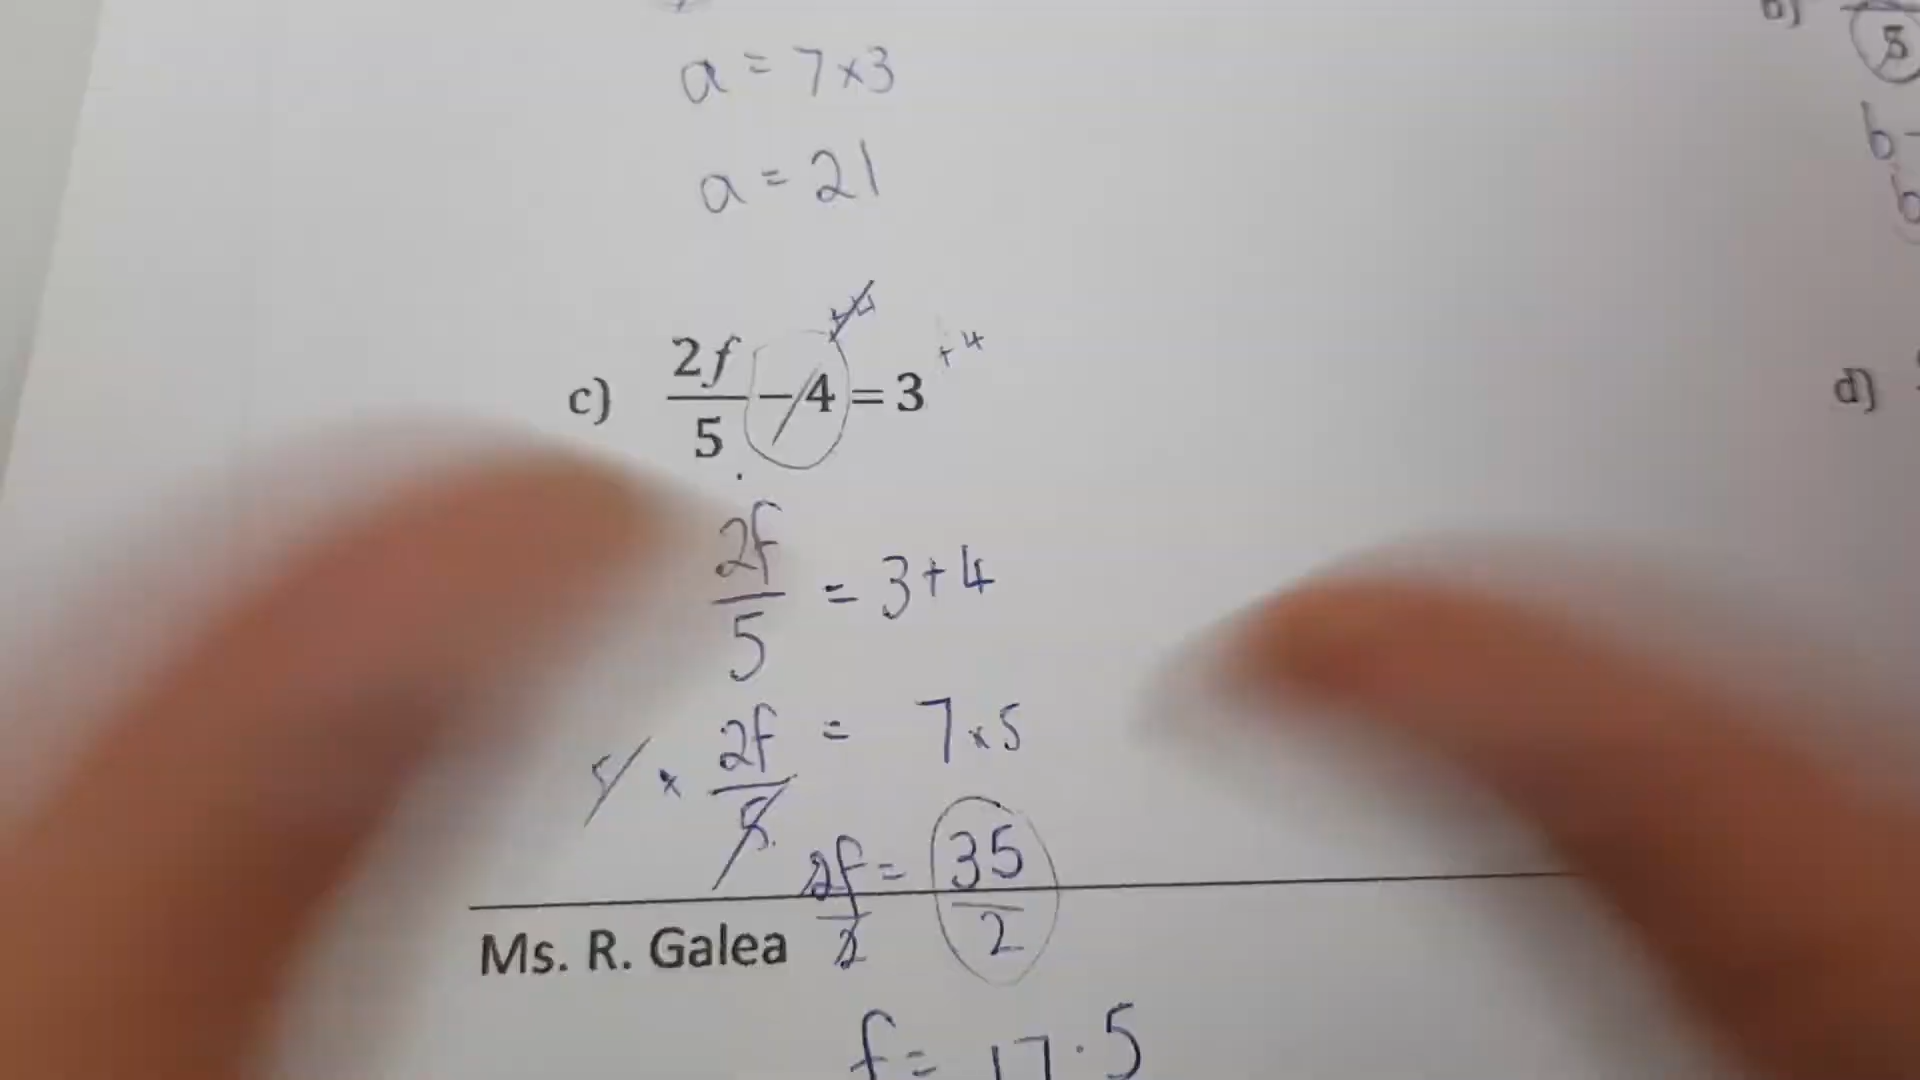 a = 7×3
a = 21
c) 2f/5 - 4 = 3 +4
2f/5 = 3+4
5 × 2f/5 = 7×5
2f/2 = 35/2
Ms. R. Galea
f = 17.5
b)
5
b
b
d)